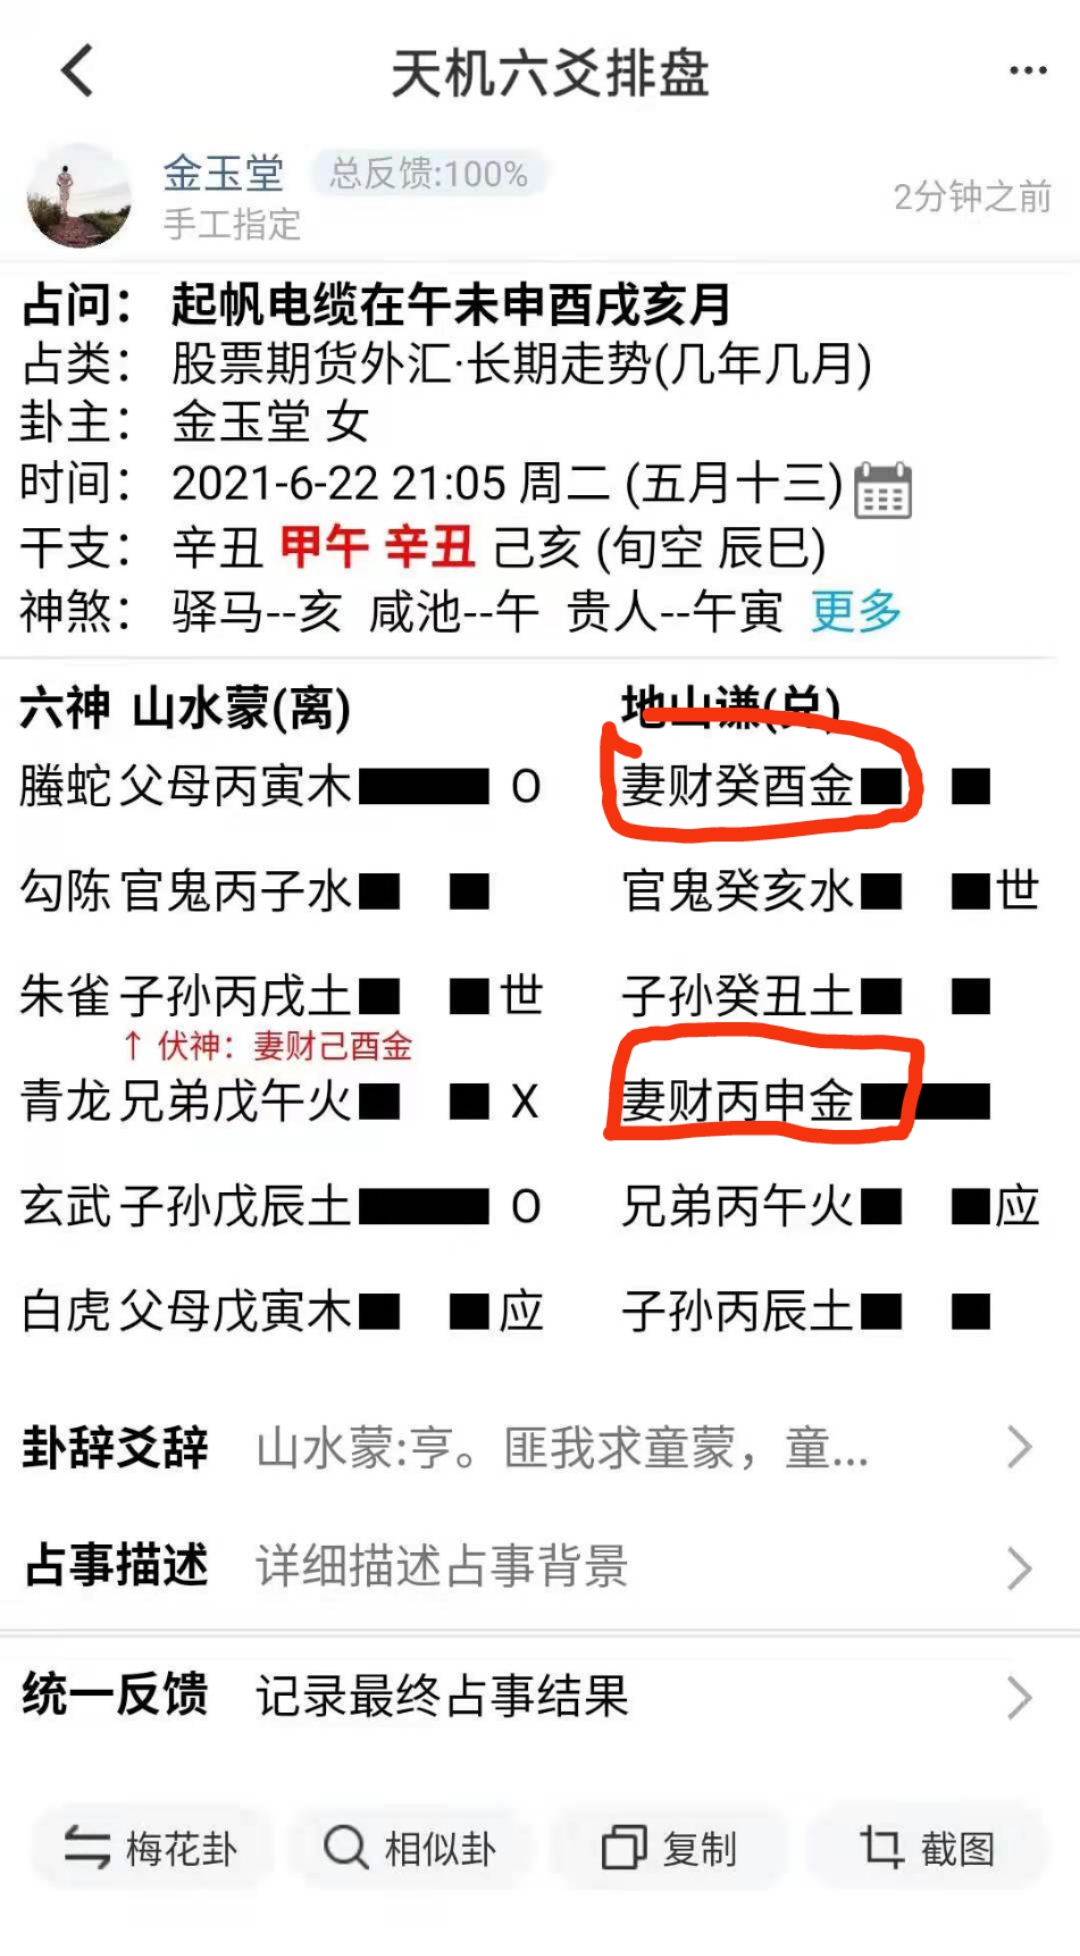 天机六爻排盘
金玉堂 总反馈:100%
手工指定
2分钟之前
占问: 起帆电缆在午未申酉戌亥月
占类: 股票期货外汇·长期走势(几年几月)
卦主: 金玉堂 女
时间: 2021-6-22 21:05 周二 (五月十三)
干支: 辛丑 甲午 辛丑 己亥 (旬空 辰巳)
神煞: 驿马--亥 咸池--午 贵人--午寅 更多
六神 山水蒙(离) 地山谦(兑)
螣蛇 父母丙寅木 O 妻财癸酉金
勾陈 官鬼丙子水 官鬼癸亥水 世
朱雀 子孙丙戌土 世 子孙癸丑土
↑ 伏神: 妻财己酉金
青龙 兄弟戊午火 X 妻财丙申金
玄武 子孙戊辰土 O 兄弟丙午火 应
白虎 父母戊寅木 应 子孙丙辰土
卦辞爻辞 山水蒙:亨。匪我求童蒙，童...
占事描述 详细描述占事背景
统一反馈 记录最终占事结果
梅花卦 相似卦 复制 截图